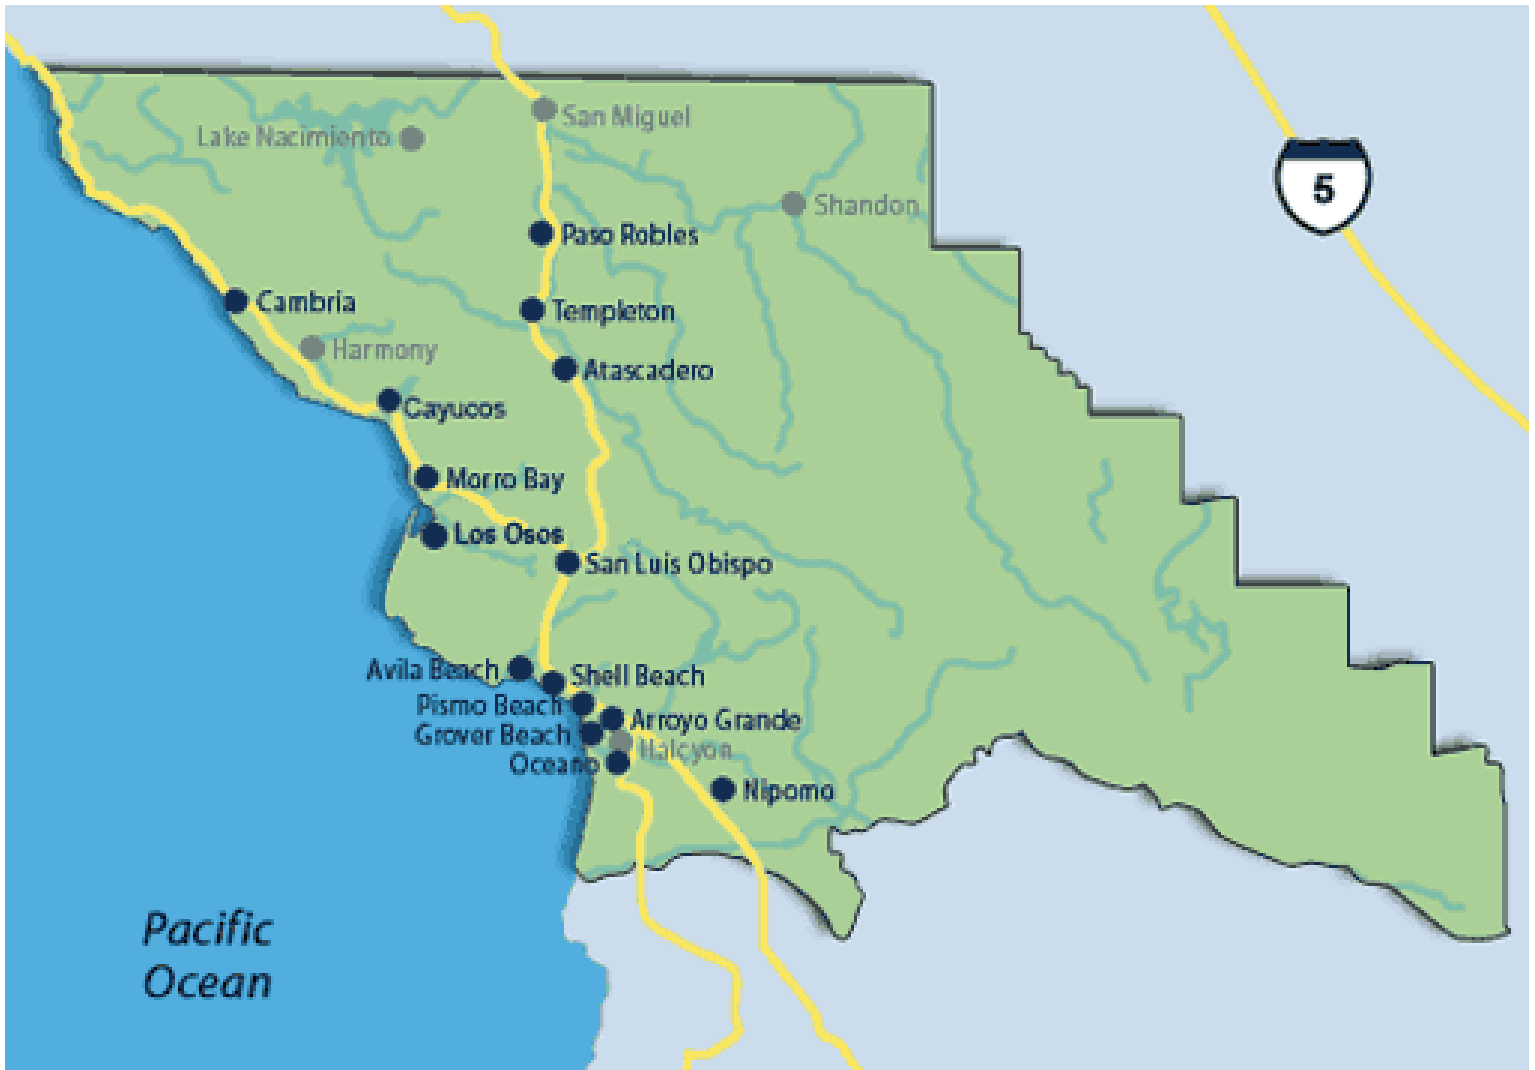 San Miguel
Lake Nacimiento
5
Shandon
Paso Robles
Cambria
Templeton
Harmony
Atascadero
Cayucos
Morro Bay
Los Osos
San Luis Obispo
Avila Beach
Shell Beach
Pismo Beach
Arroyo Grande
Grover Beach
Halcyon
Oceano
Nipomo
Pacific
Ocean